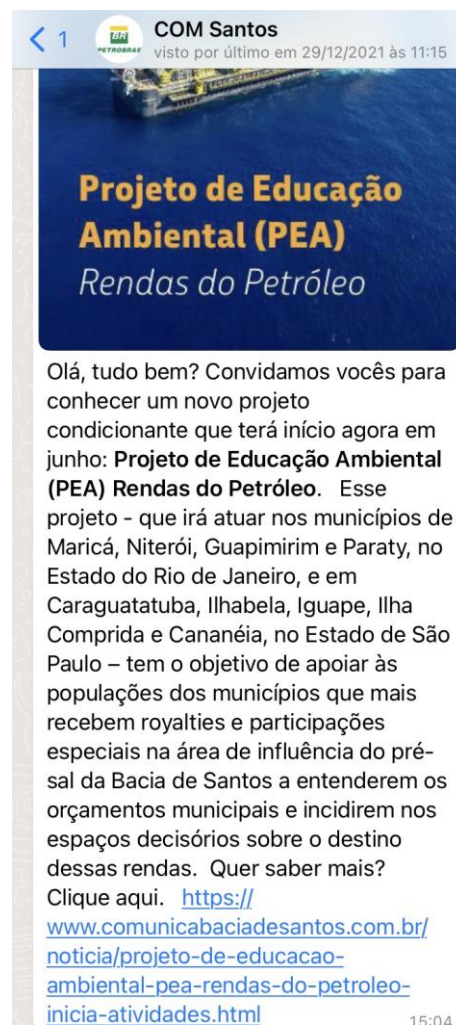 1
BR
PETROBRAS
COM Santos
visto por último em 29/12/2021 às 11:15
Projeto de Educação
Ambiental (PEA)
Rendas do Petróleo
Olá, tudo bem? Convidamos vocês para
conhecer um novo projeto
condicionante que terá início agora em
junho: Projeto de Educação Ambiental
(PEA) Rendas do Petróleo. Esse
projeto - que irá atuar nos municípios de
Maricá, Niterói, Guapimirim e Paraty, no
Estado do Rio de Janeiro, e em
Caraguatatuba, Ilhabela, Iguape, Ilha
Comprida e Cananéia, no Estado de São
Paulo – tem o objetivo de apoiar às
populações dos municípios que mais
recebem royalties e participações
especiais na área de influência do pré-
sal da Bacia de Santos a entenderem os
orçamentos municipais e incidirem nos
espaços decisórios sobre o destino
dessas rendas. Quer saber mais?
Clique aqui. https://
www.comunicabaciadesantos.com.br/
noticia/projeto-de-educacao-
ambiental-pea-rendas-do-petroleo-
inicia-atividades.html
15:04